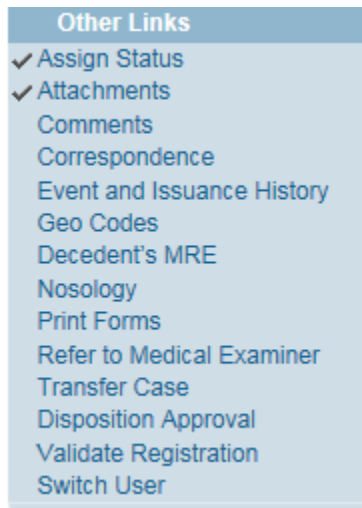 Other Links
Assign Status
Attachments
Comments
Correspondence
Event and Issuance History
Geo Codes
Decedent's MRE
Nosology
Print Forms
Refer to Medical Examiner
Transfer Case
Disposition Approval
Validate Registration
Switch User